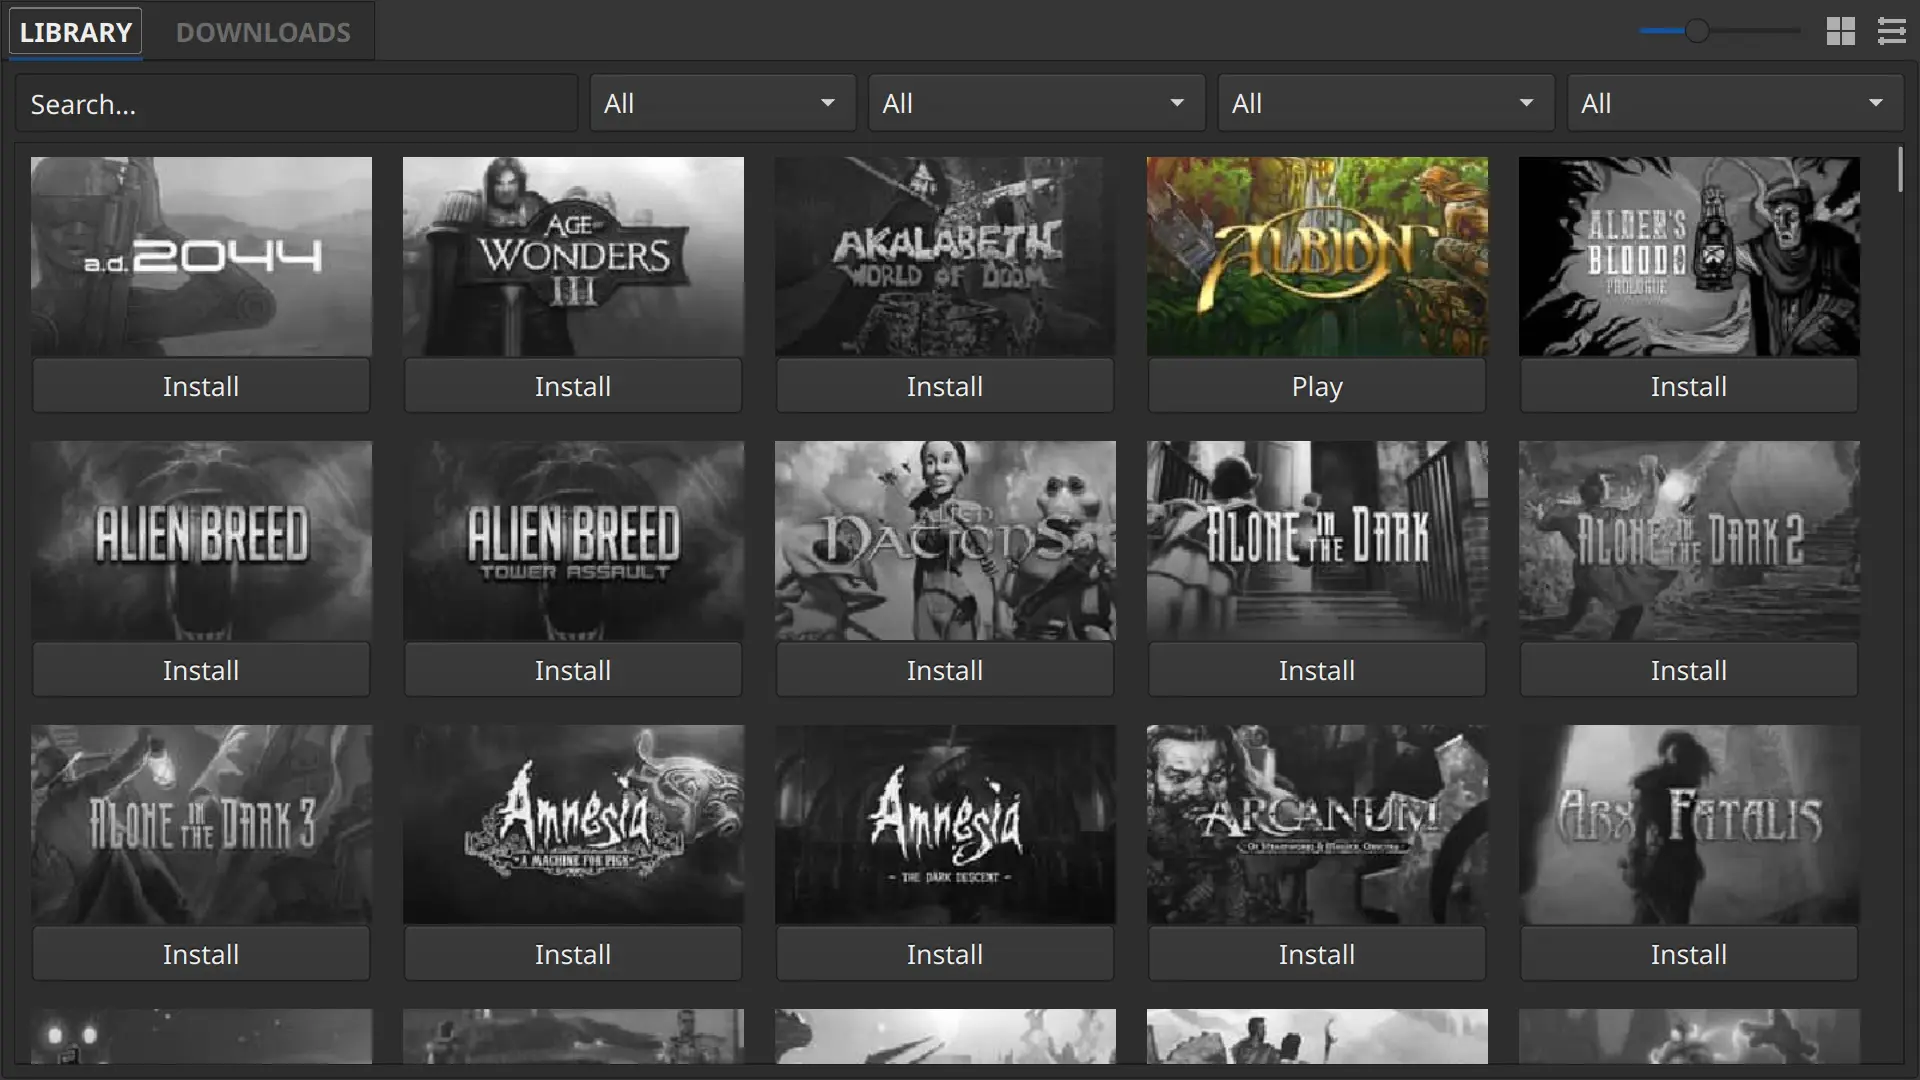 LIBRARY DOWNLOADS
Search... All All All All
a.d. 2044
AGE OF WONDERS III
AKALABETH WORLD OF DOOM
ALBION
ALDER'S BLOOD PROLOGUE
Install Install Install Play Install
ALIEN BREED
ALIEN BREED TOWER ASSAULT
ALIEN NATIONS
ALONE IN THE DARK
ALONE IN THE DARK 2
Install Install Install Install Install
ALONE IN THE DARK 3
Amnesia A MACHINE FOR PIGS
Amnesia - THE DARK DESCENT -
ARCANUM OF STEAMWORKS & MAGICK OBSCURA
ARX FATALIS
Install Install Install Install Install